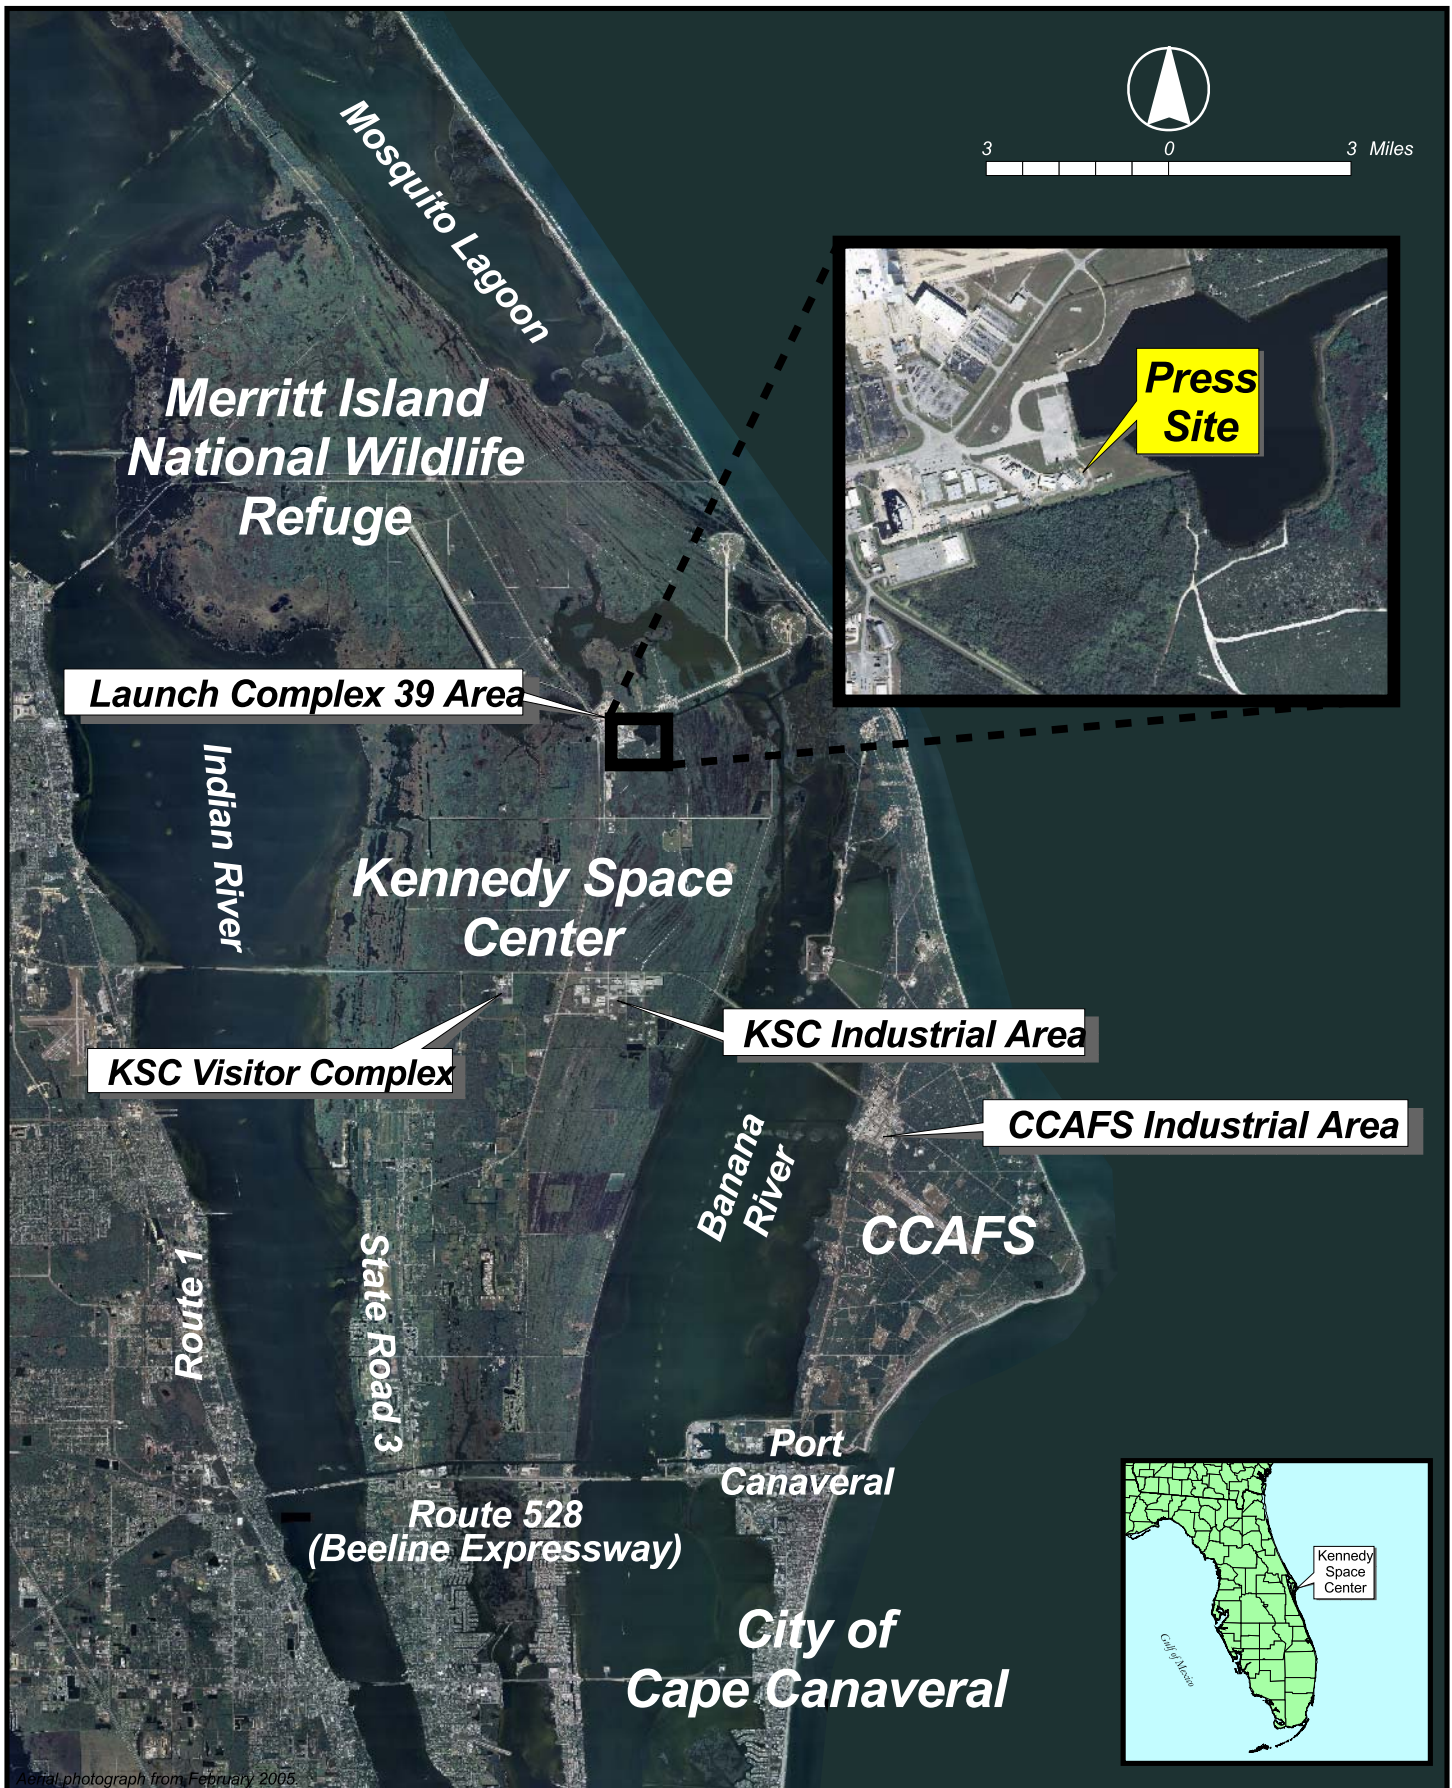 Mosquito Lagoon
3 0 3 Miles
Merritt Island
National Wildlife
Refuge
Press
Site
Launch Complex 39 Area
Indian River
Kennedy Space
Center
KSC Industrial Area
KSC Visitor Complex
CCAFS Industrial Area
Banana
River
CCAFS
Route 1
State Road 3
Port
Canaveral
Route 528
(Beeline Expressway)
Kennedy
Space
Center
Gulf of Mexico
City of
Cape Canaveral
Aerial photograph from February 2005.